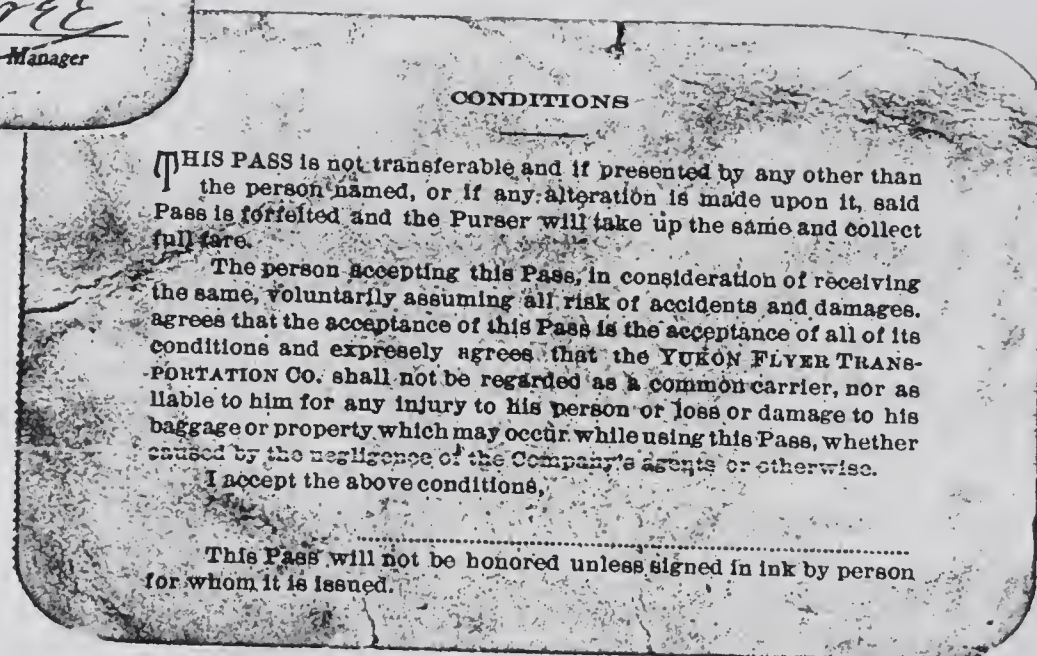 Manager
CONDITIONS
THIS PASS is not transferable and if presented by any other than
the person named, or if any alteration is made upon it, said
Pass is forfeited and the Purser will take up the same and collect
full fare.
The person accepting this Pass, in consideration of receiving
the same, voluntarily assuming all risk of accidents and damages.
agrees that the acceptance of this Pass is the acceptance of all of its
conditions and expresely agrees that the YUKON FLYER TRANS-
-PORTATION CO. shall not be regarded as a common carrier, nor as
liable to him for any injury to his person or loss or damage to his
baggage or property which may occur while using this Pass, whether
caused by the negligence of the Company's agents or otherwise.
I accept the above conditions,
This Pass will not be honored unless signed in ink by person
for whom it is issued.